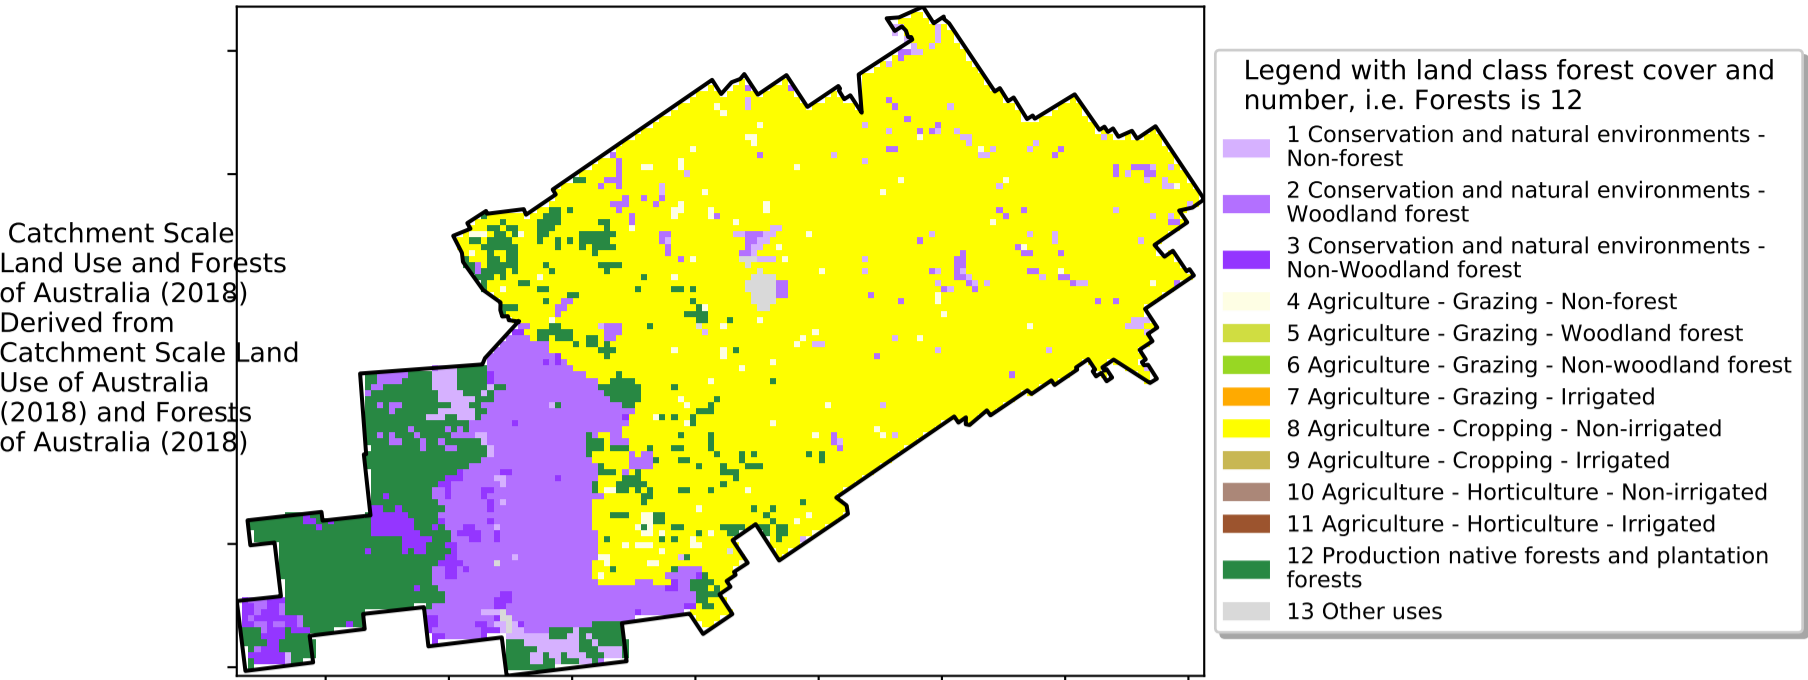 Catchment Scale
Land Use and Forests
of Australia (2018)
Derived from
Catchment Scale Land
Use of Australia
(2018) and Forests
of Australia (2018)
Legend with land class forest cover and
number, i.e. Forests is 12
1 Conservation and natural environments -
Non-forest
2 Conservation and natural environments -
Woodland forest
3 Conservation and natural environments -
Non-Woodland forest
4 Agriculture - Grazing - Non-forest
5 Agriculture - Grazing - Woodland forest
6 Agriculture - Grazing - Non-woodland forest
7 Agriculture - Grazing - Irrigated
8 Agriculture - Cropping - Non-irrigated
9 Agriculture - Cropping - Irrigated
10 Agriculture - Horticulture - Non-irrigated
11 Agriculture - Horticulture - Irrigated
12 Production native forests and plantation
forests
13 Other uses